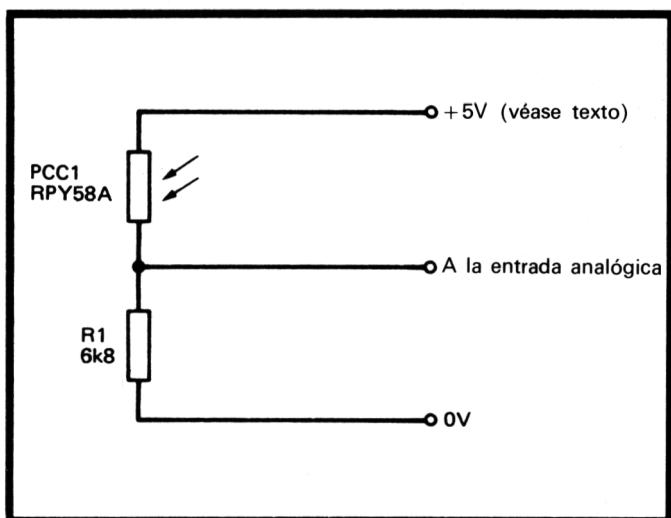 +5V (véase texto)
PCC1
RPY58A
A la entrada analógica
R1
6k8
0V